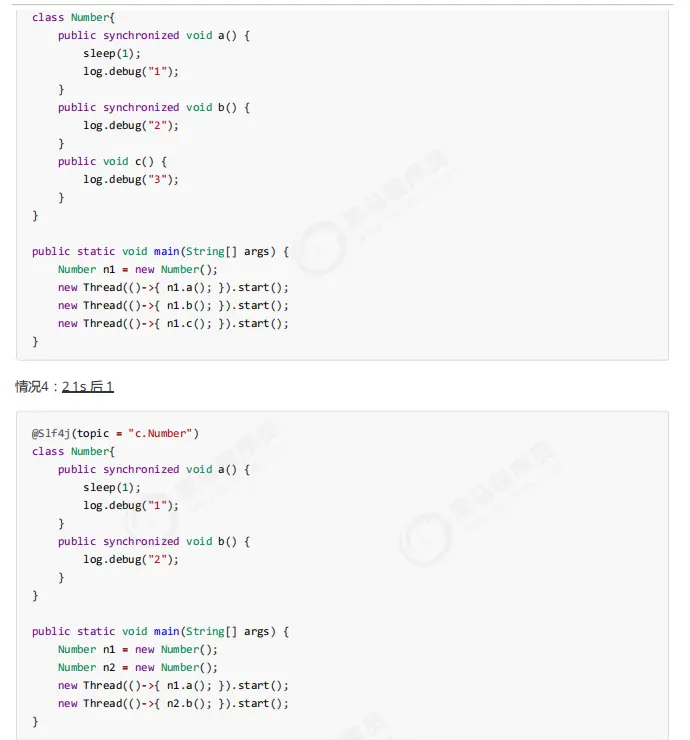 class Number{
    public synchronized void a() {
        sleep(1);
        log.debug("1");
    }
    public synchronized void b() {
        log.debug("2");
    }
    public void c() {
        log.debug("3");
    }
}
public static void main(String[] args) {
    Number n1 = new Number();
    new Thread(()->{ n1.a(); }).start();
    new Thread(()->{ n1.b(); }).start();
    new Thread(()->{ n1.c(); }).start();
}
情况4：2 1s 后 1
@Slf4j(topic = "c.Number")
class Number{
    public synchronized void a() {
        sleep(1);
        log.debug("1");
    }
    public synchronized void b() {
        log.debug("2");
    }
}
public static void main(String[] args) {
    Number n1 = new Number();
    Number n2 = new Number();
    new Thread(()->{ n1.a(); }).start();
    new Thread(()->{ n2.b(); }).start();
}